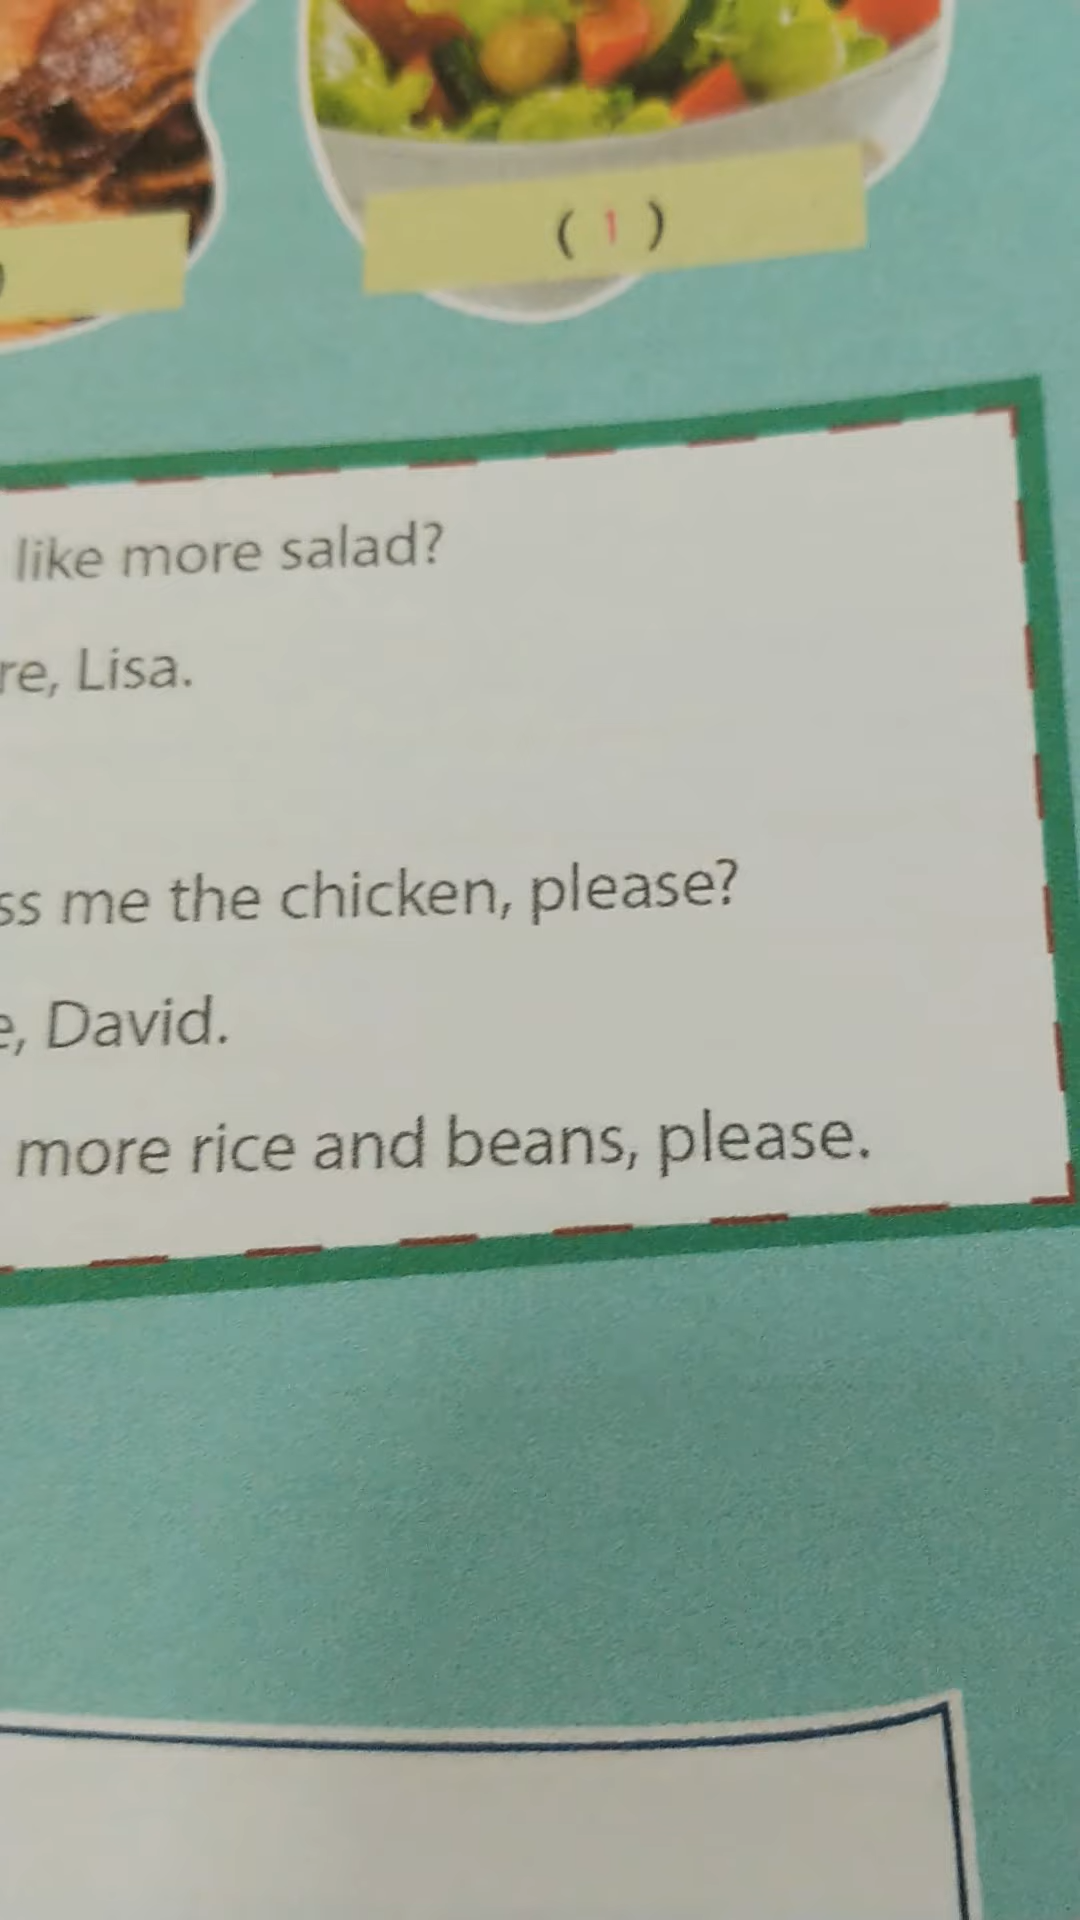 ( 1 )
like more salad?
re, Lisa.
ss me the chicken, please?
e, David.
more rice and beans, please.